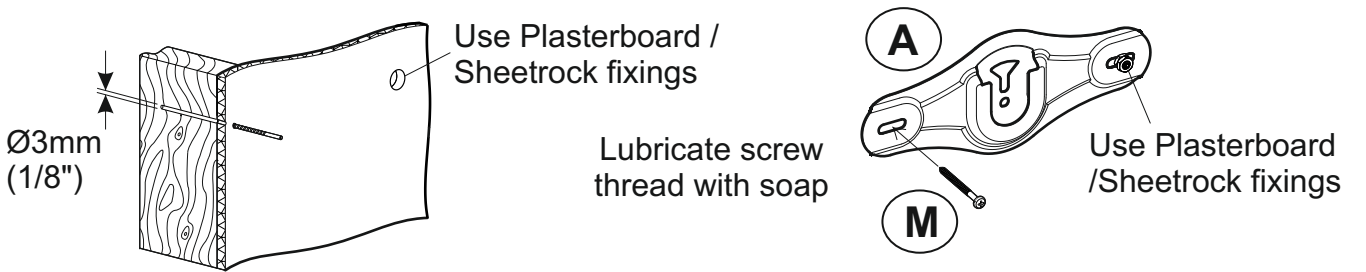 Use Plasterboard /
Sheetrock fixings
Ø3mm
(1/8")
A
Lubricate screw
thread with soap
M
Use Plasterboard
/Sheetrock fixings